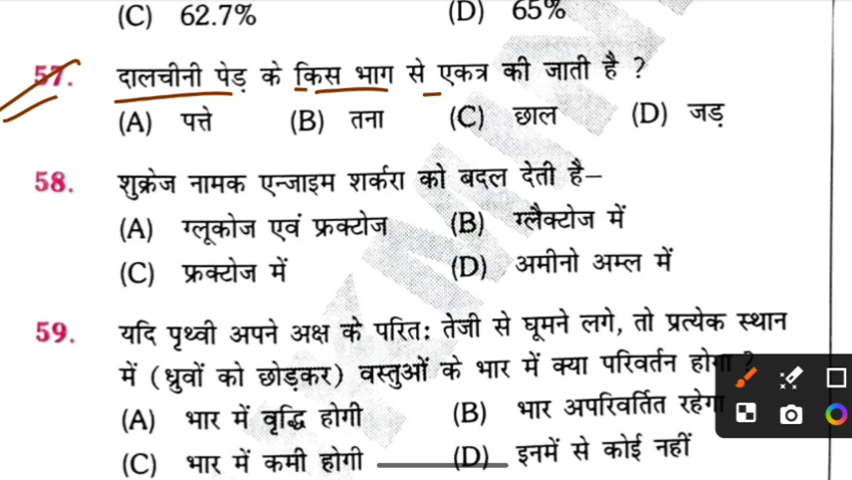 (C) 62.7% (D) 65%
57. दालचीनी पेड़ के किस भाग से एकत्र की जाती है ?
(A) पत्ते (B) तना (C) छाल (D) जड़
58. शुक्रेज नामक एन्जाइम शर्करा को बदल देती है–
(A) ग्लूकोज एवं फ्रक्टोज (B) ग्लैक्टोज में
(C) फ्रक्टोज में (D) अमीनो अम्ल में
59. यदि पृथ्वी अपने अक्ष के परित: तेजी से घूमने लगे, तो प्रत्येक स्थान
में (ध्रुवों को छोड़कर) वस्तुओं के भार में क्या परिवर्तन होगा ?
(A) भार में वृद्धि होगी (B) भार अपरिवर्तित रहेगा
(C) भार में कमी होगी (D) इनमें से कोई नहीं